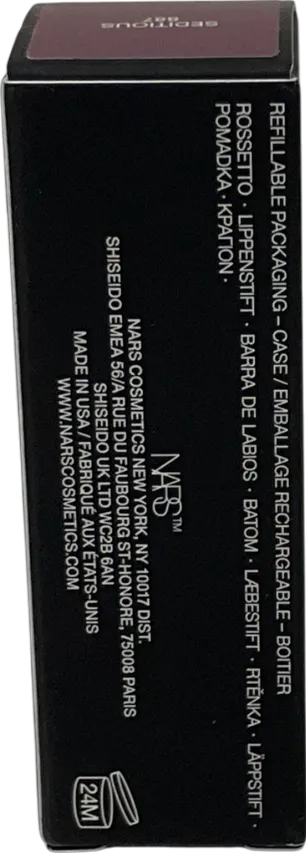 SEDITIOUS
887
REFILLABLE PACKAGING – CASE / EMBALLAGE RECHARGEABLE – BOITIER
ROSSETTO · LIPPENSTIFT · BARRA DE LABIOS · BATOM · LÆBESTIFT · RTĚNKA · LÄPPSTIFT ·
POMADKA · КРАГІОN ·
NARS™
NARS COSMETICS NEW YORK, NY 10017 DIST.
SHISEIDO EMEA 56/A RUE DU FAUBOURG ST-HONORE, 75008 PARIS
SHISEIDO UK LTD WC2B 6AN
MADE IN USA / FABRIQUÉ AUX ÉTATS-UNIS
WWW.NARSCOSMETICS.COM
24M